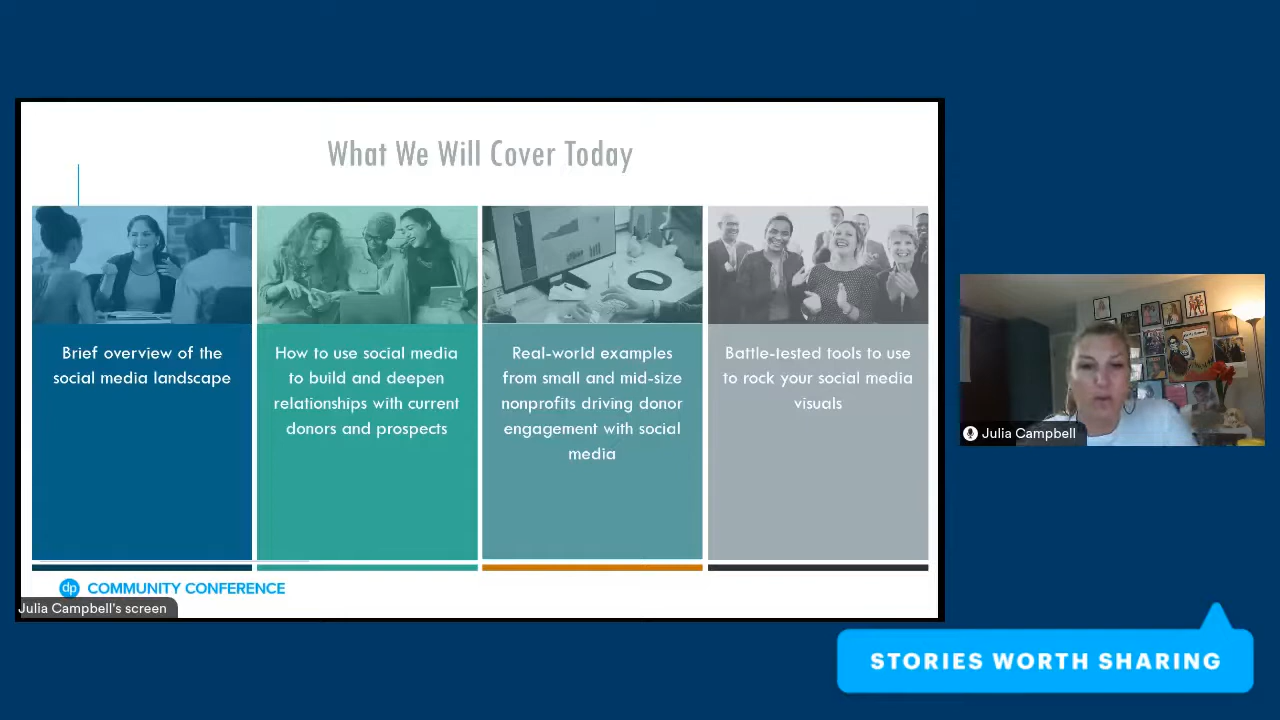 What We Will Cover Today
Brief overview of the
social media landscape
How to use social media
to build and deepen
relationships with current
donors and prospects
Real-world examples
from small and mid-size
nonprofits driving donor
engagement with social
media
Battle-tested tools to use
to rock your social media
visuals
dp COMMUNITY CONFERENCE
Julia Campbell's screen
Julia Campbell
STORIES WORTH SHARING